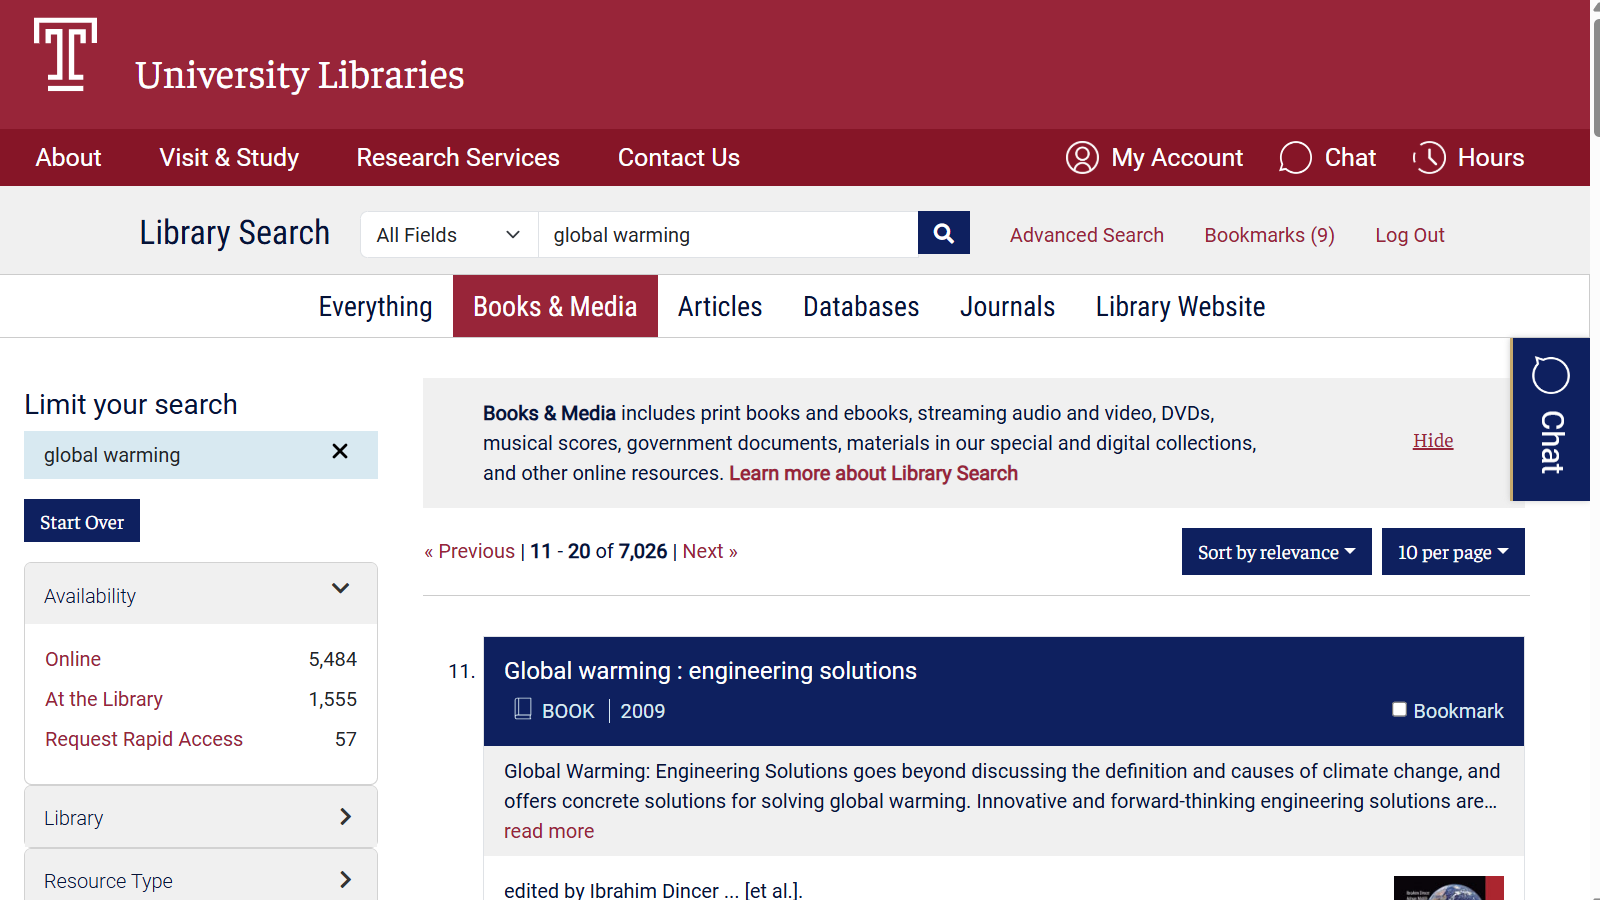 University Libraries
About
Visit & Study
Research Services
Contact Us
My Account
Chat
Hours
Library Search
All Fields
global warming
Advanced Search
Bookmarks (9)
Log Out
Everything
Books & Media
Articles
Databases
Journals
Library Website
Chat
Limit your search
global warming
Start Over
Availability
Online 5,484
At the Library 1,555
Request Rapid Access 57
Library
Resource Type
Books & Media includes print books and ebooks, streaming audio and video, DVDs,
musical scores, government documents, materials in our special and digital collections,
and other online resources. Learn more about Library Search
Hide
« Previous | 11 - 20 of 7,026 | Next »
Sort by relevance
10 per page
11. Global warming : engineering solutions
BOOK | 2009
Bookmark
Global Warming: Engineering Solutions goes beyond discussing the definition and causes of climate change, and
offers concrete solutions for solving global warming. Innovative and forward-thinking engineering solutions are…
read more
edited by Ibrahim Dincer ... [et al.].